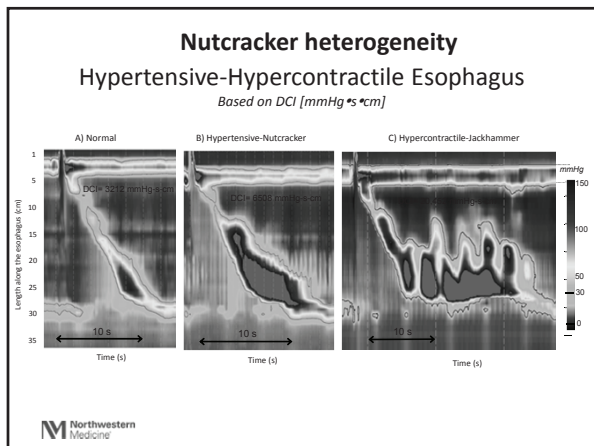 Nutcracker heterogeneity
Hypertensive-Hypercontractile Esophagus
Based on DCI [mmHg•s•cm]
A) Normal
B) Hypertensive-Nutcracker
C) Hypercontractile-Jackhammer
mmHg
Length along the esophagus (cm)
1
5
10
15
20
25
30
35
DCI= 3212 mmHg-s-cm
mmHg-s-cm
150
100
50
30
0
10 s
10 s
10 s
Time (s)
Time (s)
Time (s)
Northwestern
Medicine®